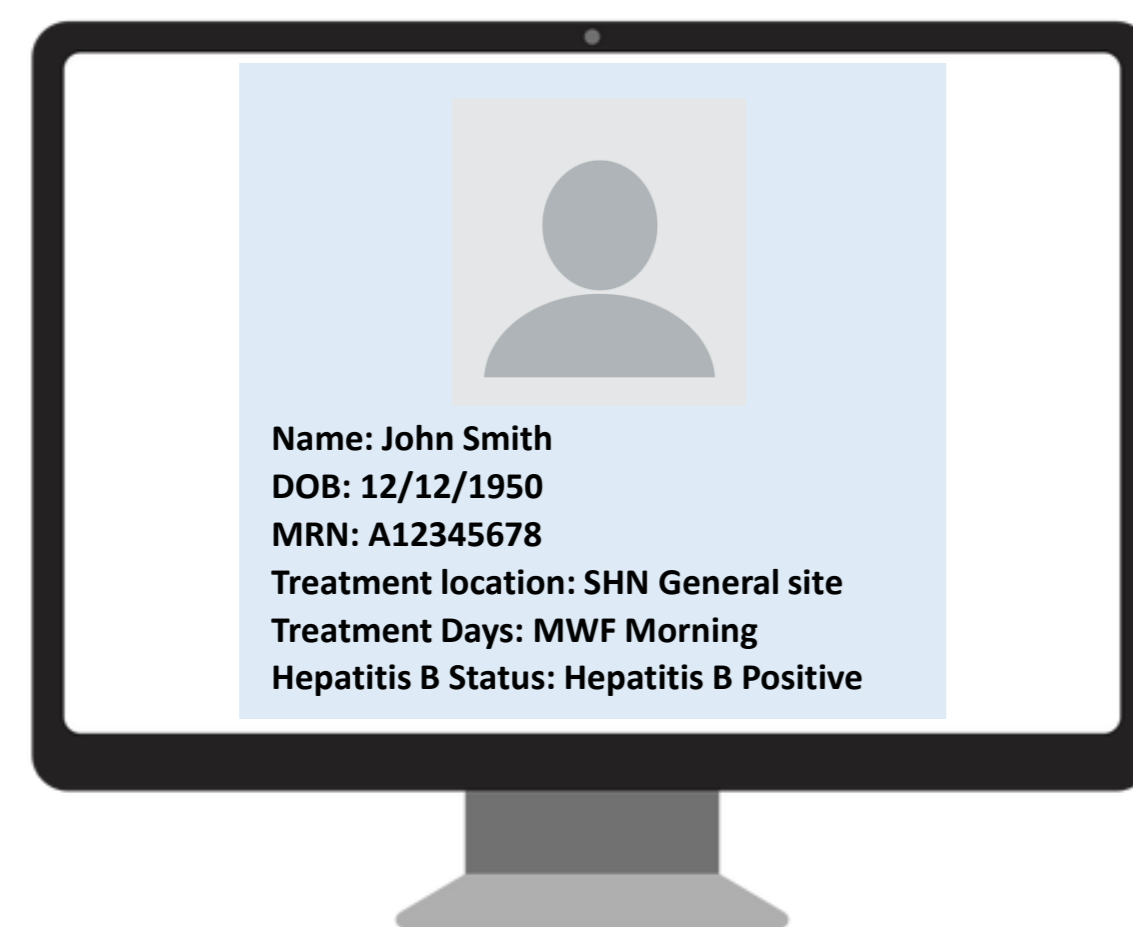 Name: John Smith
DOB: 12/12/1950
MRN: A12345678
Treatment location: SHN General site
Treatment Days: MWF Morning
Hepatitis B Status: Hepatitis B Positive